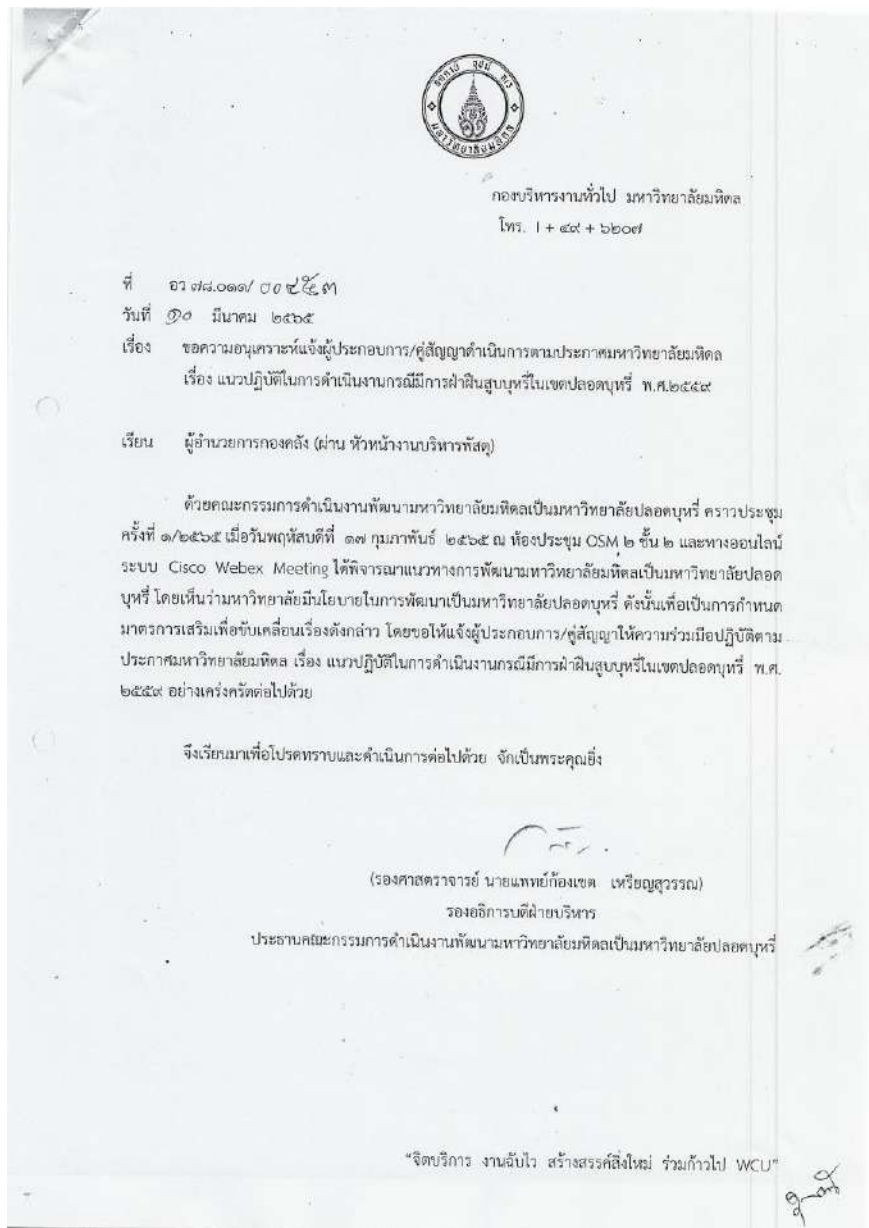 อตฺตานํ อุปมํ กเร
มหาวิทยาลัยมหิดล
กองบริหารงานทั่วไป มหาวิทยาลัยมหิดล
โทร. I + ๔๙ + ๖๒๐๗
ที่ อว ๗๘.๐๑๑/
วันที่ ๑๐ มีนาคม ๒๕๖๕
เรื่อง ขอความอนุเคราะห์แจ้งผู้ประกอบการ/คู่สัญญาดำเนินการตามประกาศมหาวิทยาลัยมหิดล
เรื่อง แนวปฏิบัติในการดำเนินงานกรณีมีการฝ่าฝืนสูบบุหรี่ในเขตปลอดบุหรี่ พ.ศ.๒๕๕๙
เรียน ผู้อำนวยการกองคลัง (ผ่าน หัวหน้างานบริหารพัสดุ)
ด้วยคณะกรรมการดำเนินงานพัฒนามหาวิทยาลัยมหิดลเป็นมหาวิทยาลัยปลอดบุหรี่ คราวประชุม
ครั้งที่ ๑/๒๕๖๕ เมื่อวันพฤหัสบดีที่ ๑๗ กุมภาพันธ์ ๒๕๖๕ ณ ห้องประชุม OSM ๒ ชั้น ๒ และทางออนไลน์
ระบบ Cisco Webex Meeting ได้พิจารณาแนวทางการพัฒนามหาวิทยาลัยมหิดลเป็นมหาวิทยาลัยปลอด
บุหรี่ โดยเห็นว่ามหาวิทยาลัยมีนโยบายในการพัฒนาเป็นมหาวิทยาลัยปลอดบุหรี่ ดังนั้นเพื่อเป็นการกำหนด
มาตรการเสริมเพื่อขับเคลื่อนเรื่องดังกล่าว โดยขอให้แจ้งผู้ประกอบการ/คู่สัญญาให้ความร่วมมือปฏิบัติตาม
ประกาศมหาวิทยาลัยมหิดล เรื่อง แนวปฏิบัติในการดำเนินงานกรณีมีการฝ่าฝืนสูบบุหรี่ในเขตปลอดบุหรี่ พ.ศ.
๒๕๕๙ อย่างเคร่งครัดต่อไปด้วย
จึงเรียนมาเพื่อโปรดทราบและดำเนินการต่อไปด้วย จักเป็นพระคุณยิ่ง
(รองศาสตราจารย์ นายแพทย์ก้องเขต เหรียญสุวรรณ)
รองอธิการบดีฝ่ายบริหาร
ประธานคณะกรรมการดำเนินงานพัฒนามหาวิทยาลัยมหิดลเป็นมหาวิทยาลัยปลอดบุหรี่
"จิตบริการ งานฉับไว สร้างสรรค์สิ่งใหม่ ร่วมก้าวไป WCU"